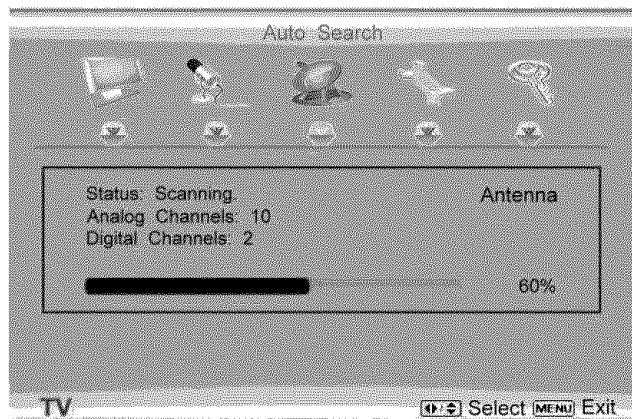 Auto Search
Status: Scanning Antenna
Analog Channels: 10
Digital Channels: 2
60%
TV Select MENU Exit